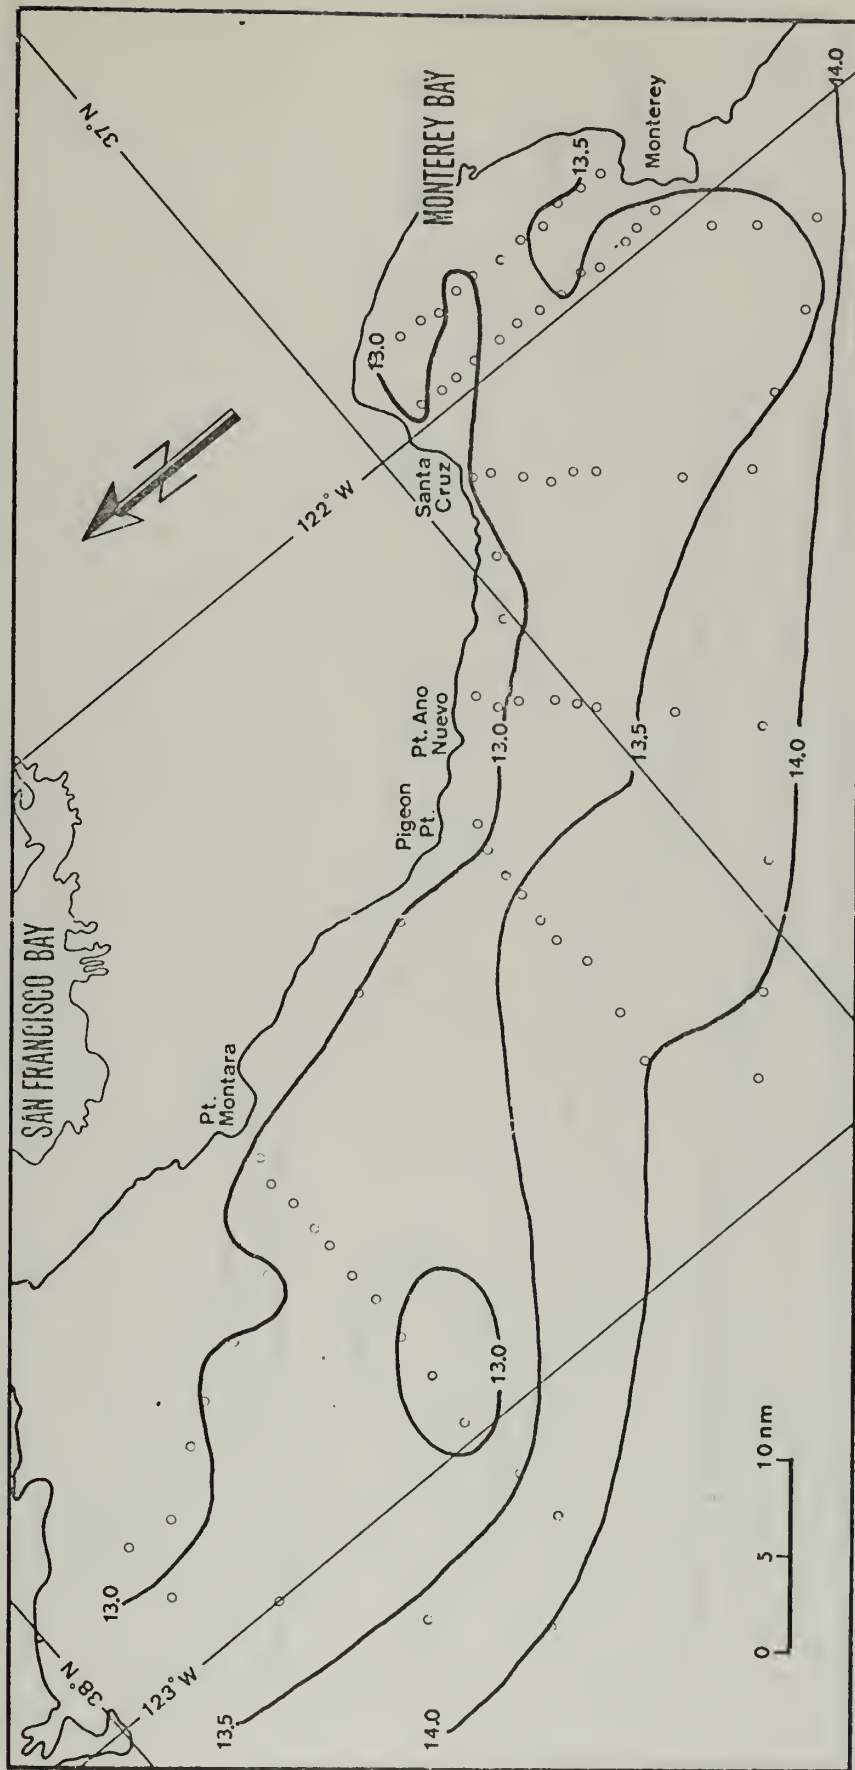 SAN FRANCISCO BAY
MONTEREY BAY
37°N
122°W
38°N
123°W
Pt.
Montara
Pigeon
Pt.
Pt. Ano
Nuevo
Santa
Cruz
Monterey
N
13.0
13.0
13.0
13.0
13.5
13.5
13.5
14.0
14.0
14.0
0 5 10 nm